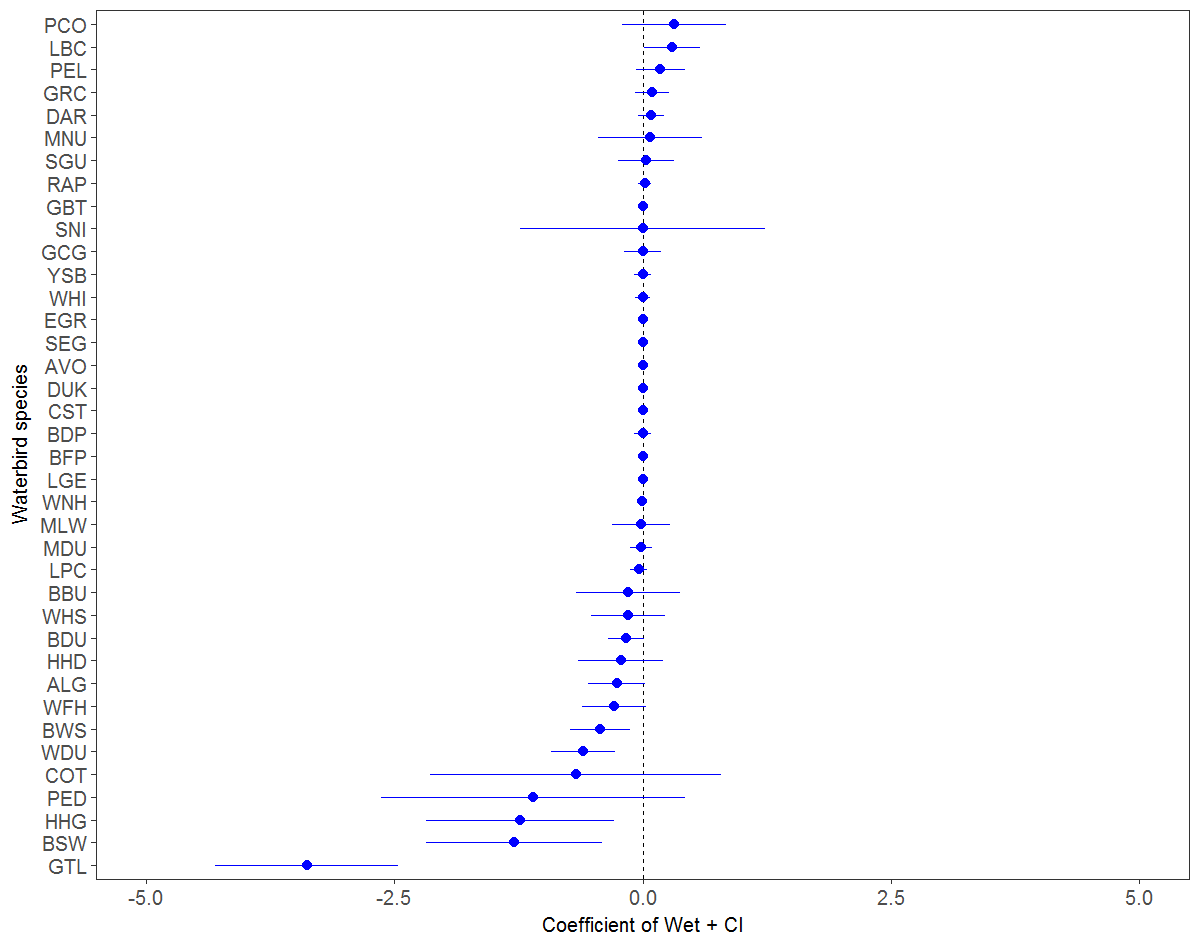 PCO
LBC
PEL
GRC
DAR
MNU
SGU
RAP
GBT
SNI
GCG
YSB
WHI
EGR
SEG
AVO
DUK
CST
BDP
BFP
LGE
WNH
MLW
MDU
LPC
BBU
WHS
BDU
HHD
ALG
WFH
BWS
WDU
COT
PED
HHG
BSW
GTL
Waterbird species
-5.0 -2.5 0.0 2.5 5.0
Coefficient of Wet + CI